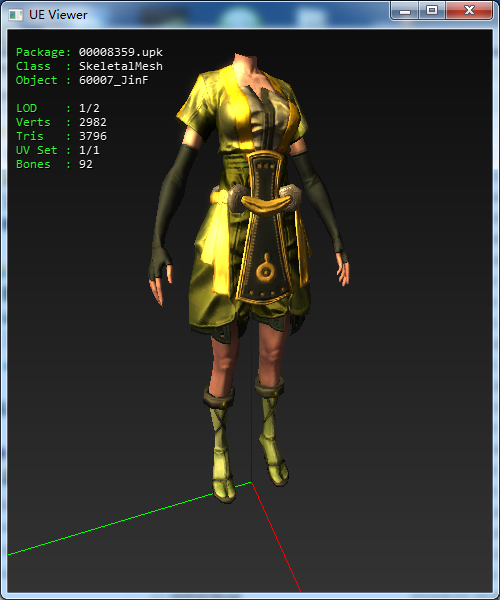 UE Viewer
Package: 00008359.upk
Class : SkeletalMesh
Object : 60007_JinF
LOD : 1/2
Verts : 2982
Tris : 3796
UV Set : 1/1
Bones : 92